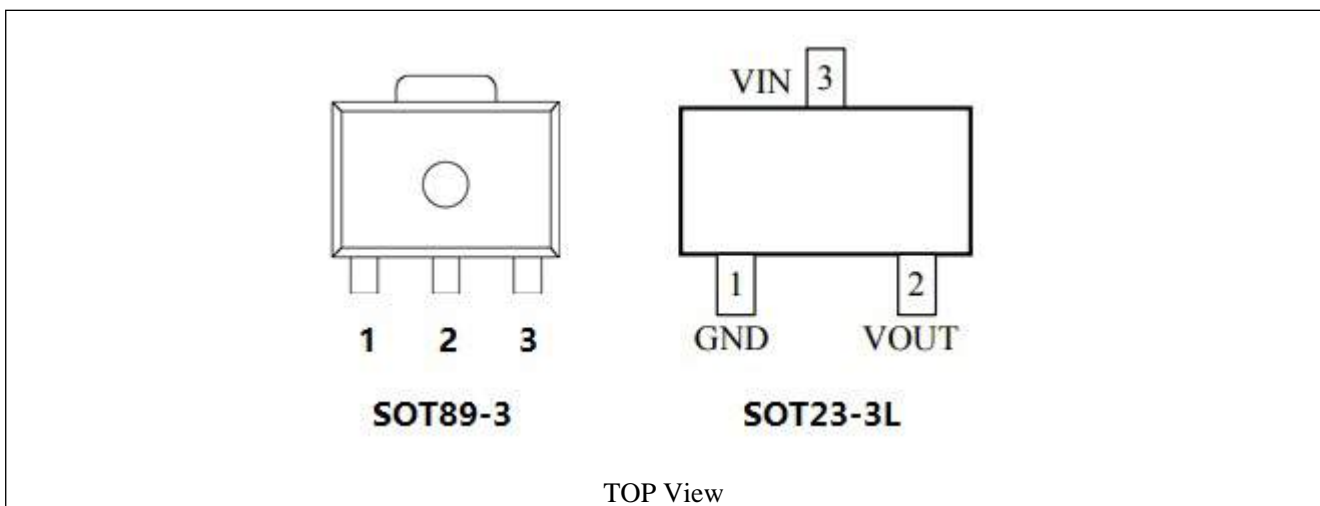 VIN 3
1 2
GND VOUT
1 2 3
SOT89-3 SOT23-3L
TOP View